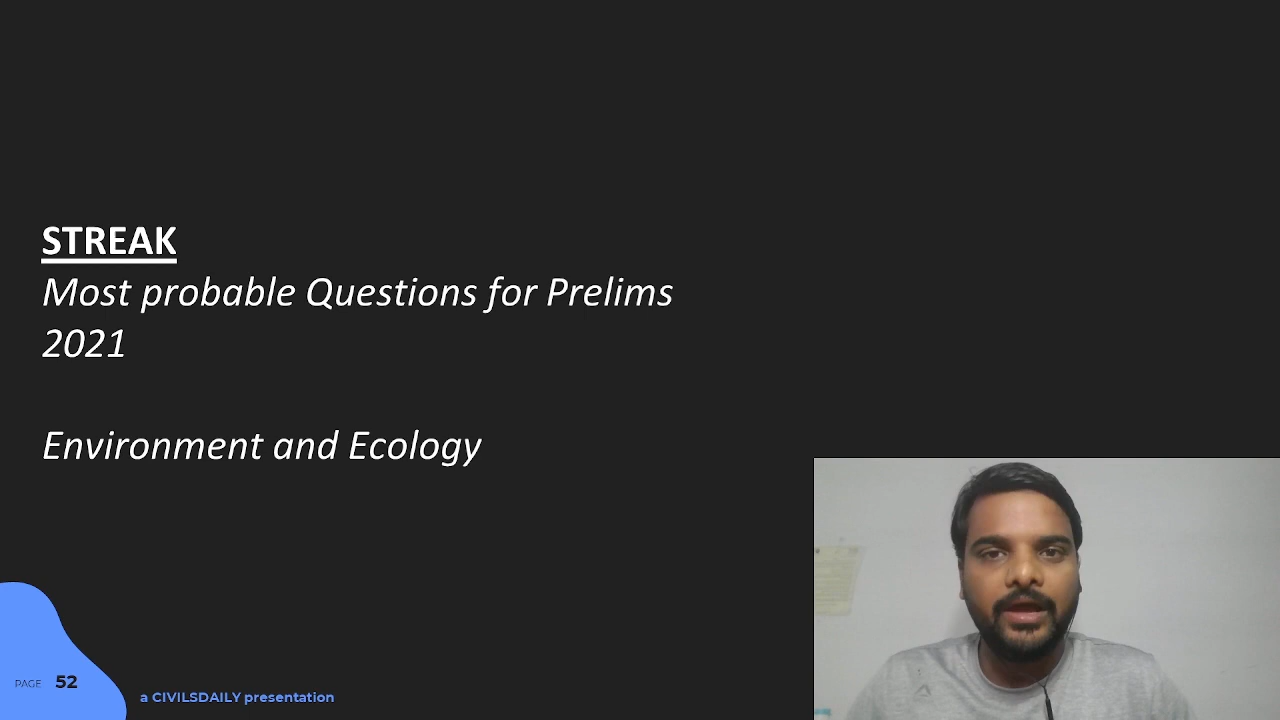 STREAK
Most probable Questions for Prelims
2021
Environment and Ecology
PAGE 52
a CIVILSDAILY presentation